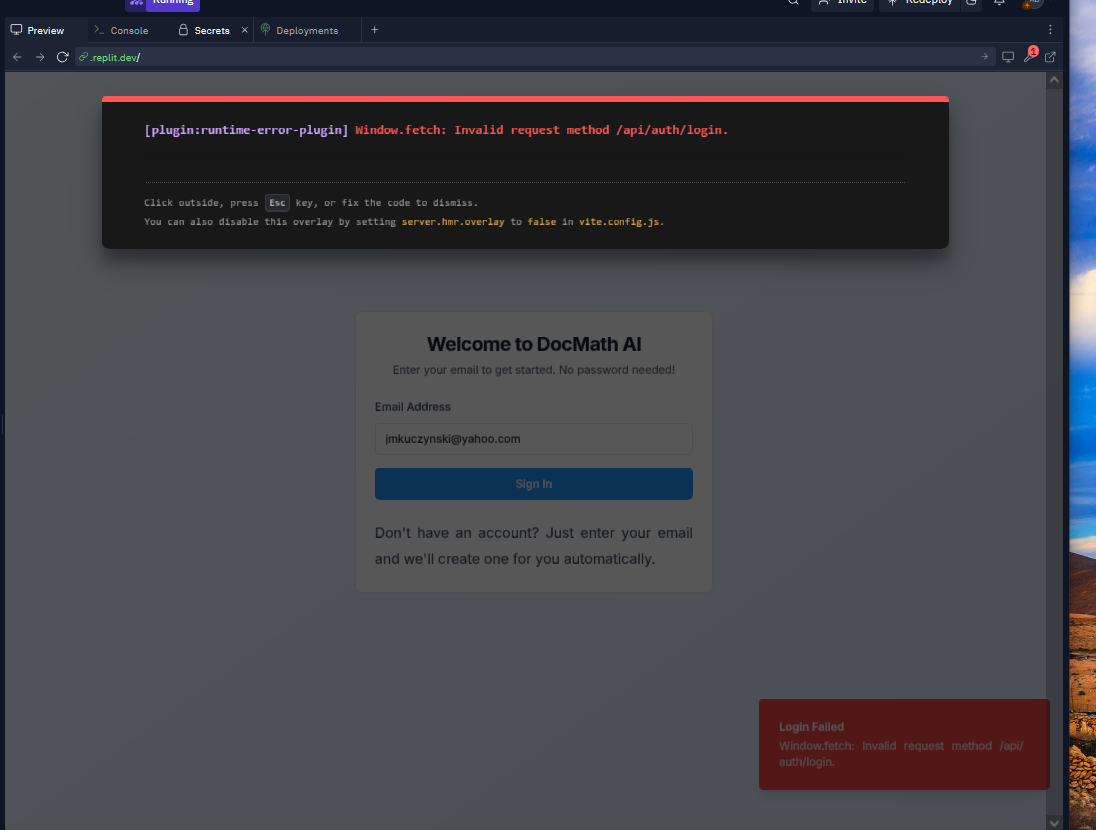 Running
Invite
Redeploy
Preview
Console
Secrets
Deployments
.replit.dev/
1
[plugin:runtime-error-plugin] Window.fetch: Invalid request method /api/auth/login.
Click outside, press Esc key, or fix the code to dismiss.
You can also disable this overlay by setting server.hmr.overlay to false in vite.config.js.
Welcome to DocMath AI
Enter your email to get started. No password needed!
Email Address
jmkuczynski@yahoo.com
Sign In
Don't have an account? Just enter your email
and we'll create one for you automatically.
Login Failed
Window.fetch: Invalid request method /api/
auth/login.